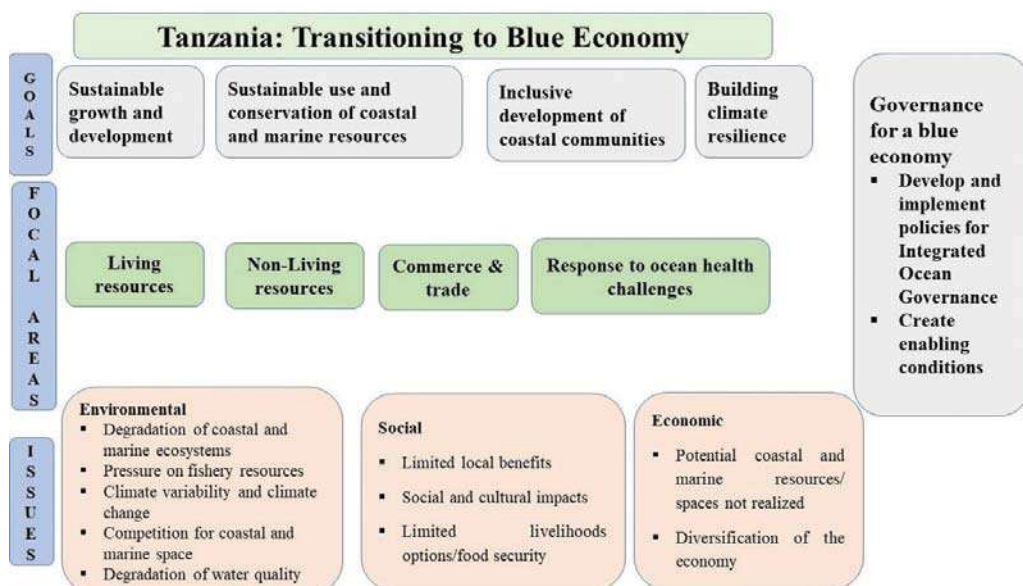 Tanzania: Transitioning to Blue Economy
GOALS
Sustainable
growth and
development
Sustainable use and
conservation of coastal
and marine resources
Inclusive
development of
coastal communities
Building
climate
resilience
Governance
for a blue
economy
▪ Develop and
implement
policies for
Integrated
Ocean
Governance
▪ Create
enabling
conditions
FOCAL AREAS
Living
resources
Non-Living
resources
Commerce &
trade
Response to ocean health
challenges
ISSUES
Environmental
▪ Degradation of coastal and
marine ecosystems
▪ Pressure on fishery resources
▪ Climate variability and climate
change
▪ Competition for coastal and
marine space
▪ Degradation of water quality
Social
▪ Limited local benefits
▪ Social and cultural impacts
▪ Limited livelihoods
options/food security
Economic
▪ Potential coastal and
marine resources/
spaces not realized
▪ Diversification of the
economy